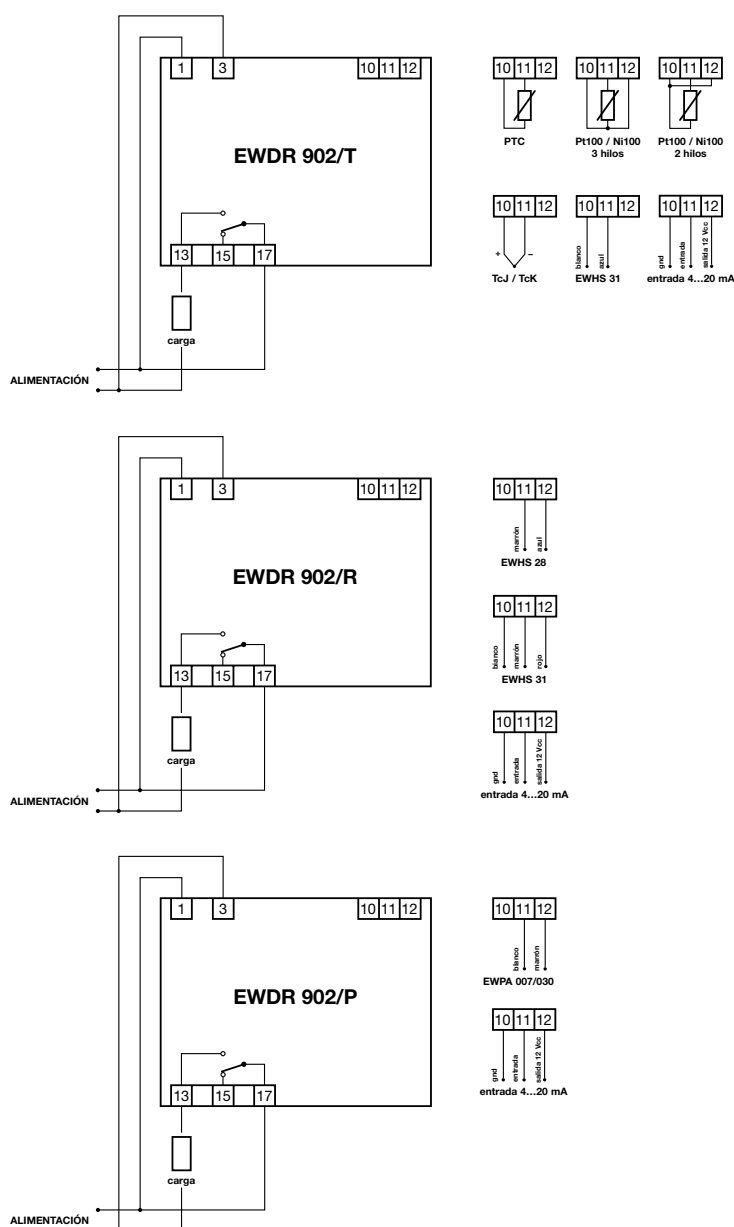 1 3 10 11 12
EWDR 902/T
13 15 17
carga
ALIMENTACIÓN
10 11 12
PTC
10 11 12
Pt100 / Ni100
3 hilos
10 11 12
Pt100 / Ni100
2 hilos
10 11 12
+ –
TcJ / TcK
10 11 12
blanco
azul
EWHS 31
10 11 12
gnd
entrada
salida 12 Vcc
entrada 4...20 mA
1 3 10 11 12
EWDR 902/R
13 15 17
carga
ALIMENTACIÓN
10 11 12
marrón
azul
EWHS 28
10 11 12
blanco
marrón
rojo
EWHS 31
10 11 12
gnd
entrada
salida 12 Vcc
entrada 4...20 mA
1 3 10 11 12
EWDR 902/P
13 15 17
carga
ALIMENTACIÓN
10 11 12
blanco
marrón
EWPA 007/030
10 11 12
gnd
entrada
salida 12 Vcc
entrada 4...20 mA